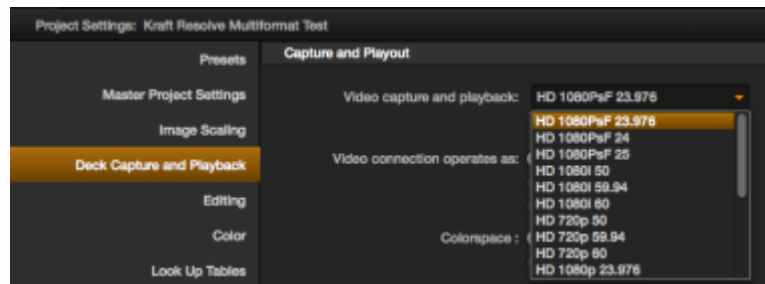 Project Settings: Kraft Resolve Multiformat Test
Presets
Master Project Settings
Image Scaling
Deck Capture and Playback
Editing
Color
Look Up Tables
Capture and Playout
Video capture and playback: HD 1080PsF 23.976
Video connection operates as:
Colorspace :
HD 1080PsF 23.976
HD 1080PsF 24
HD 1080PsF 25
HD 1080i 50
HD 1080i 59.94
HD 1080i 60
HD 720p 50
HD 720p 59.94
HD 720p 60
HD 1080p 23.976